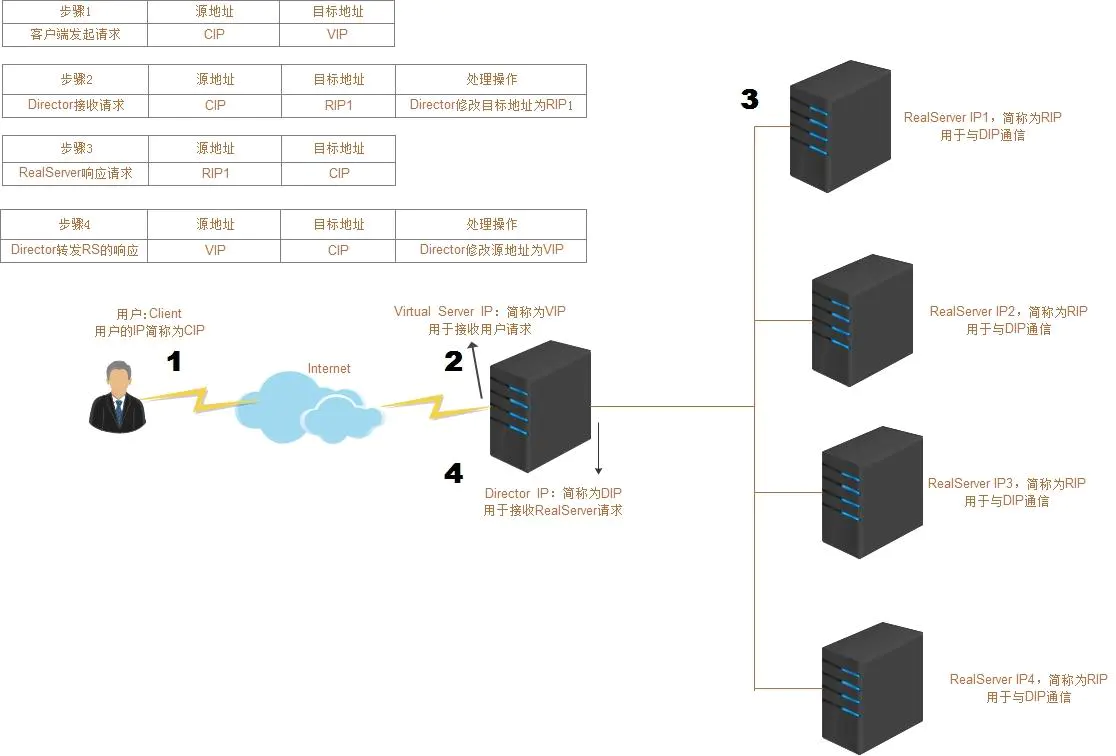 步骤1 源地址 目标地址
客户端发起请求 CIP VIP
步骤2 源地址 目标地址 处理操作
Director接收请求 CIP RIP1 Director修改目标地址为RIP1
步骤3 源地址 目标地址
RealServer响应请求 RIP1 CIP
步骤4 源地址 目标地址 处理操作
Director转发RS的响应 VIP CIP Director修改源地址为VIP
3
RealServer IP1，简称为RIP
用于与DIP通信
RealServer IP2，简称为RIP
用于与DIP通信
用户:Client
用户的IP简称为CIP
1
Internet
Virtual Server IP：简称为VIP
用于接收用户请求
2
4
Director IP：简称为DIP
用于接收RealServer请求
RealServer IP3，简称为RIP
用于与DIP通信
RealServer IP4，简称为RIP
用于与DIP通信